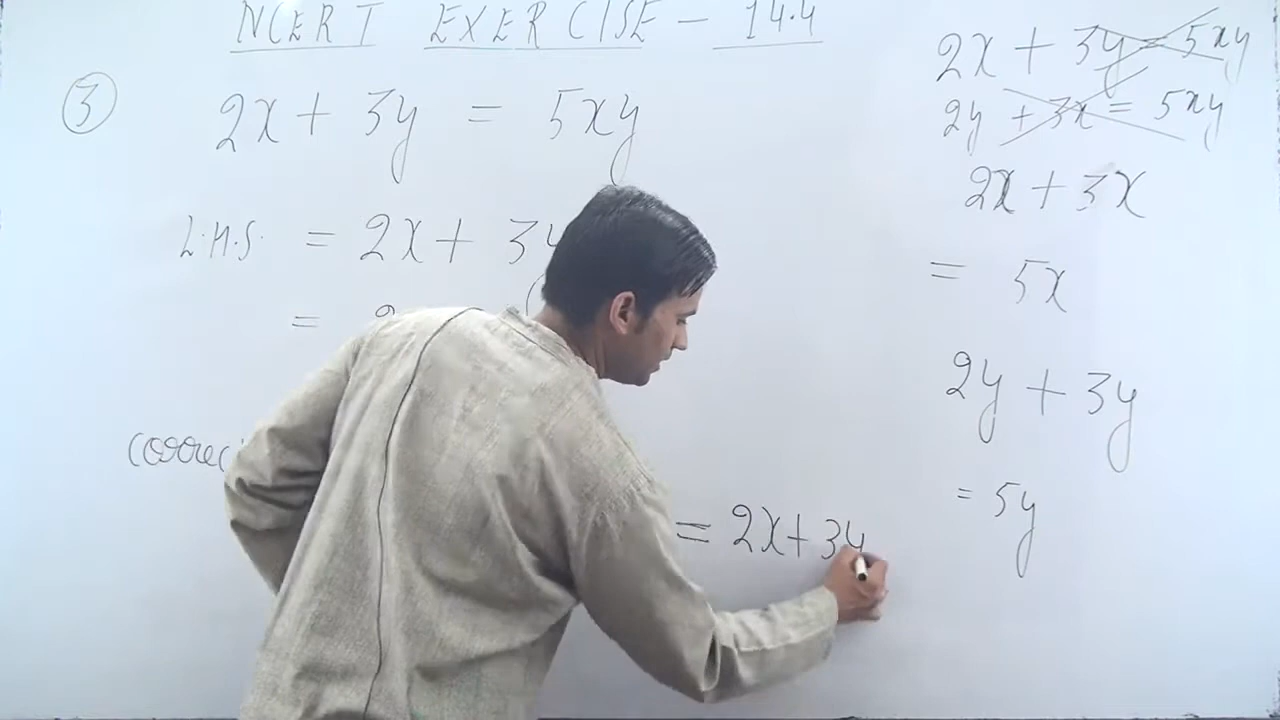 NCERT EXERCISE - 14.4
3
2x + 3y = 5xy
L.H.S. = 2x + 3y
=
= 2x + 3y
2x + 3y = 5xy
2y + 3x = 5xy
2x + 3x
= 5x
2y + 3y
= 5y